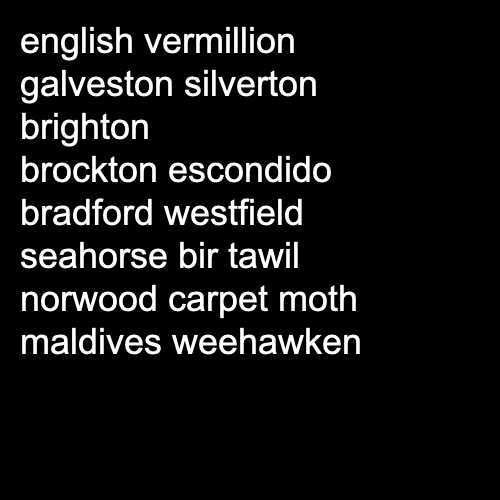 english vermillion
galveston silverton
brighton
brockton escondido
bradford westfield
seahorse bir tawil
norwood carpet moth
maldives weehawken